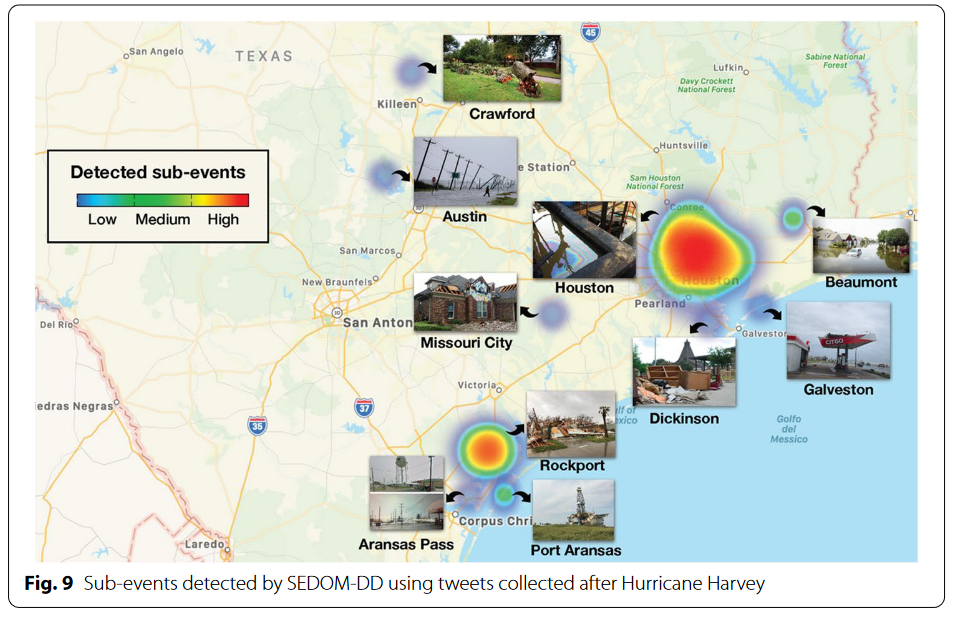 45
San Angelo
TEXAS
Sabine National
Forest
Lufkin
Davy Crockett
National Forest
Killeen
Crawford
Huntsville
e Station
Detected sub-events
Low Medium High
Sam Houston
National Forest
Conroe
Austin
San Marcos
Houston
Houston
Beaumont
New Braunfels
Pearland
San Anton
Del Rio
Missouri City
Galveston
CITGO
Galveston
Victoria
Dickinson
edras Negras
37
35
Golfo
del
Messico
Rockport
Corpus Chri
Aransas Pass
Port Aransas
Laredo
Fig. 9 Sub-events detected by SEDOM-DD using tweets collected after Hurricane Harvey